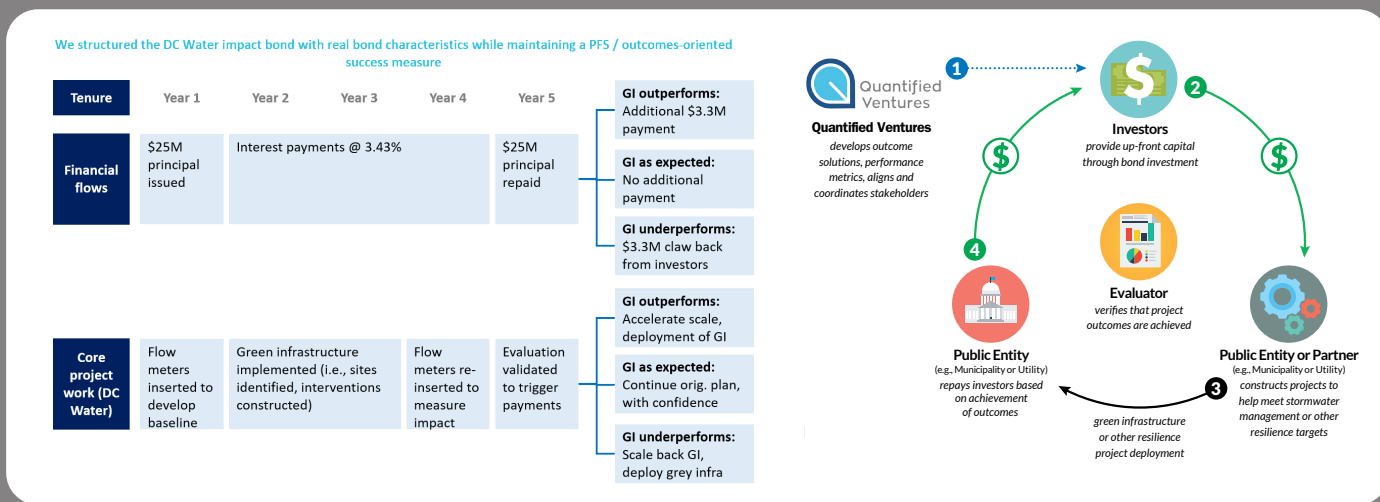 We structured the DC Water impact bond with real bond characteristics while maintaining a PFS / outcomes-oriented
success measure
Tenure
Year 1
Year 2
Year 3
Year 4
Year 5
Financial
flows
$25M
principal
issued
Interest payments @ 3.43%
$25M
principal
repaid
GI outperforms:
Additional $3.3M
payment
GI as expected:
No additional
payment
GI underperforms:
$3.3M claw back
from investors
Core
project
work (DC
Water)
Flow
meters
inserted to
develop
baseline
Green infrastructure
implemented (i.e., sites
identified, interventions
constructed)
Flow
meters re-
inserted to
measure
impact
Evaluation
validated
to trigger
payments
GI outperforms:
Accelerate scale,
deployment of GI
GI as expected:
Continue orig. plan,
with confidence
GI underperforms:
Scale back GI,
deploy grey infra
Quantified
Ventures
Quantified Ventures
develops outcome
solutions, performance
metrics, aligns and
coordinates stakeholders
1
$
Investors
provide up-front capital
through bond investment
2
$
$
Evaluator
verifies that project
outcomes are achieved
4
Public Entity
(e.g., Municipality or Utility)
repays investors based
on achievement
of outcomes
Public Entity or Partner
(e.g., Municipality or Utility)
constructs projects to
help meet stormwater
management or other
resilience targets
3
green infrastructure
or other resilience
project deployment